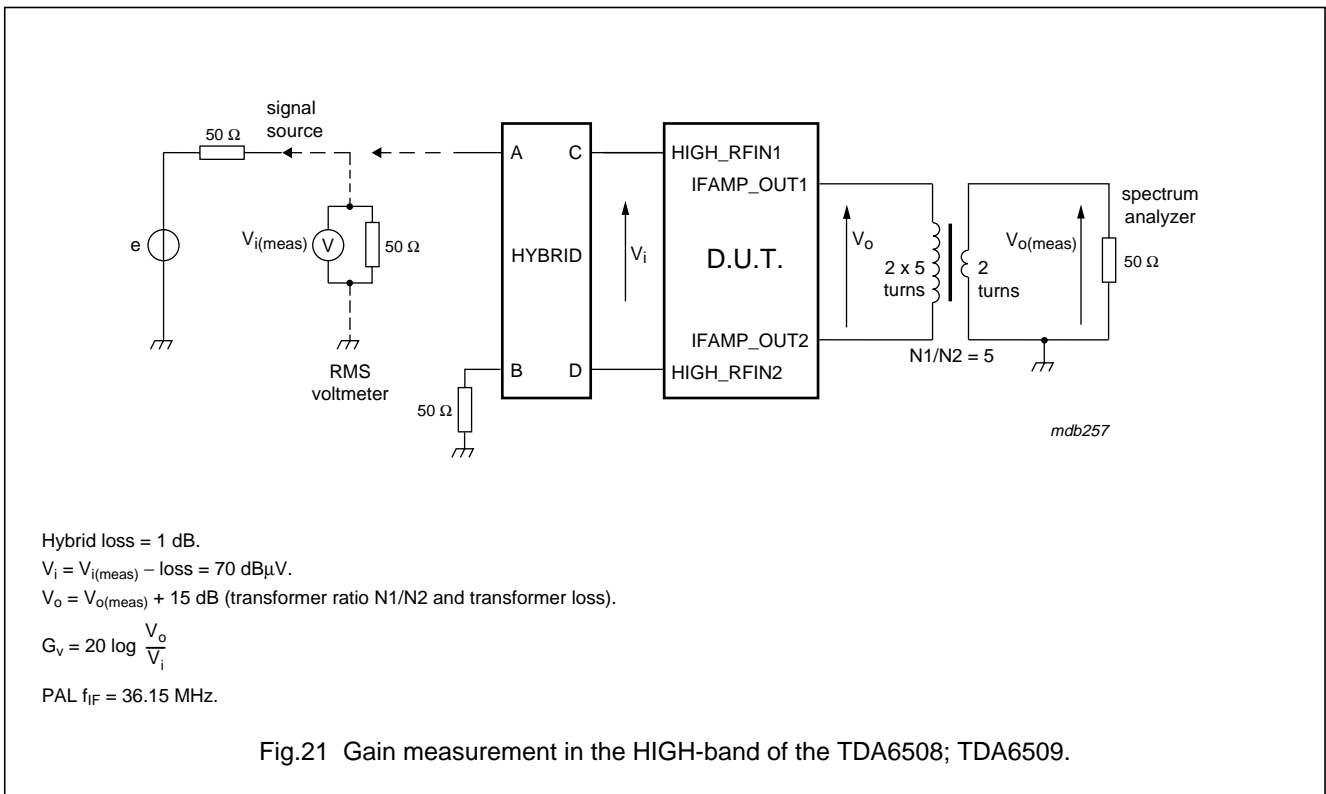 signal
source
50 Ω
e
V_i(meas)
V
50 Ω
RMS
voltmeter
A
B
C
D
HYBRID
50 Ω
V_i
HIGH_RFIN1
IFAMP_OUT1
D.U.T.
IFAMP_OUT2
HIGH_RFIN2
V_o
2 x 5
turns
2
turns
N1/N2 = 5
V_o(meas)
spectrum
analyzer
50 Ω
mdb257
Hybrid loss = 1 dB.
V_i = V_i(meas) − loss = 70 dBμV.
V_o = V_o(meas) + 15 dB (transformer ratio N1/N2 and transformer loss).
G_v = 20 log V_o/V_i
PAL f_IF = 36.15 MHz.
Fig.21 Gain measurement in the HIGH-band of the TDA6508; TDA6509.